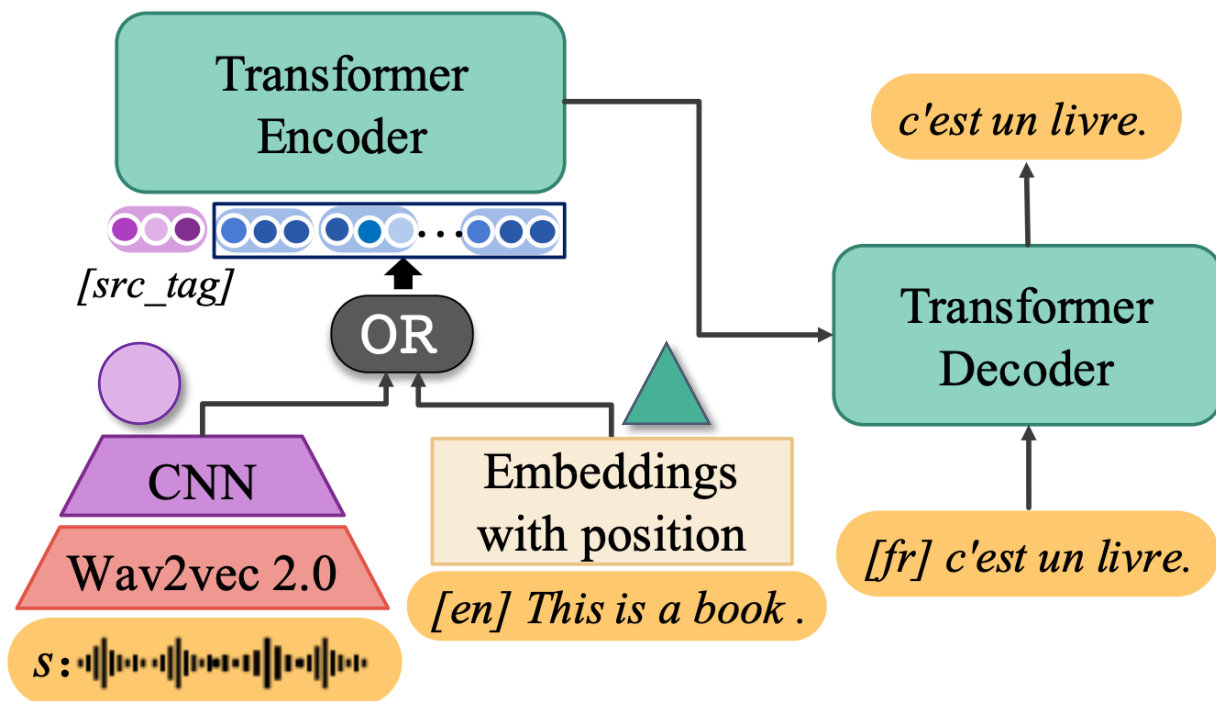 Transformer
Encoder
[src_tag]
OR
CNN
Wav2vec 2.0
s:
Embeddings
with position
[en] This is a book .
c'est un livre.
Transformer
Decoder
[fr] c'est un livre.